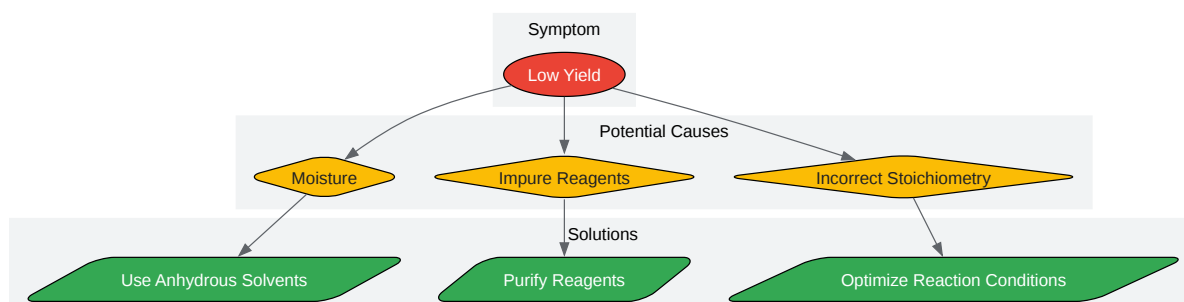 Symptom
Low Yield
Potential Causes
Moisture
Impure Reagents
Incorrect Stoichiometry
Solutions
Use Anhydrous Solvents
Purify Reagents
Optimize Reaction Conditions